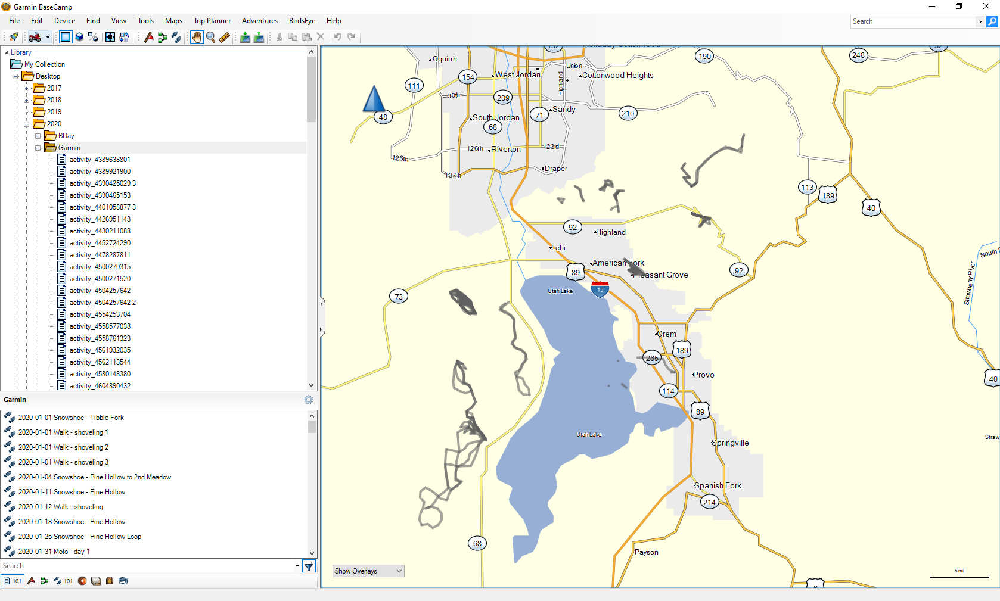 Garmin BaseCamp
File Edit Device Find View Tools Maps Trip Planner Adventures BirdsEye Help
Search
Library
My Collection
Desktop
2017
2018
2019
2020
BDay
Garmin
activity_4389638801
activity_4389921900
activity_4390425029 3
activity_4390465153
activity_4401058877 3
activity_4426951143
activity_4430211088
activity_4452724290
activity_4478287811
activity_4500270315
activity_4500271520
activity_4504257642
activity_4504257642 2
activity_4554253704
activity_4558577038
activity_4558761323
activity_4561932035
activity_4562113544
activity_4580148380
activity_4604890432
Garmin
2020-01-01 Snowshoe - Tibble Fork
2020-01-01 Walk - shoveling 1
2020-01-01 Walk - shoveling 2
2020-01-01 Walk - shoveling 3
2020-01-04 Snowshoe - Pine Hollow to 2nd Meadow
2020-01-11 Snowshoe - Pine Hollow
2020-01-12 Walk - shoveling
2020-01-18 Snowshoe - Pine Hollow
2020-01-25 Snowshoe - Pine Hollow Loop
2020-01-31 Moto - day 1
Search
101
101
Oquirrh
190
248
Union
154
West Jordan
Cottonwood Heights
111
Highland
90th
209
48
South Jordan
71
Sandy
210
68
126th
Riverton
123rd
126th
137th
Draper
113
189
40
92
Highland
Lehi
American Fork
89
Pleasant Grove
92
South
Strawberry River
73
Utah Lake
15
Orem
189
265
Provo
40
114
89
Utah Lake
Springville
Straw
Spanish Fork
214
68
Payson
Show Overlays
5 mi
6